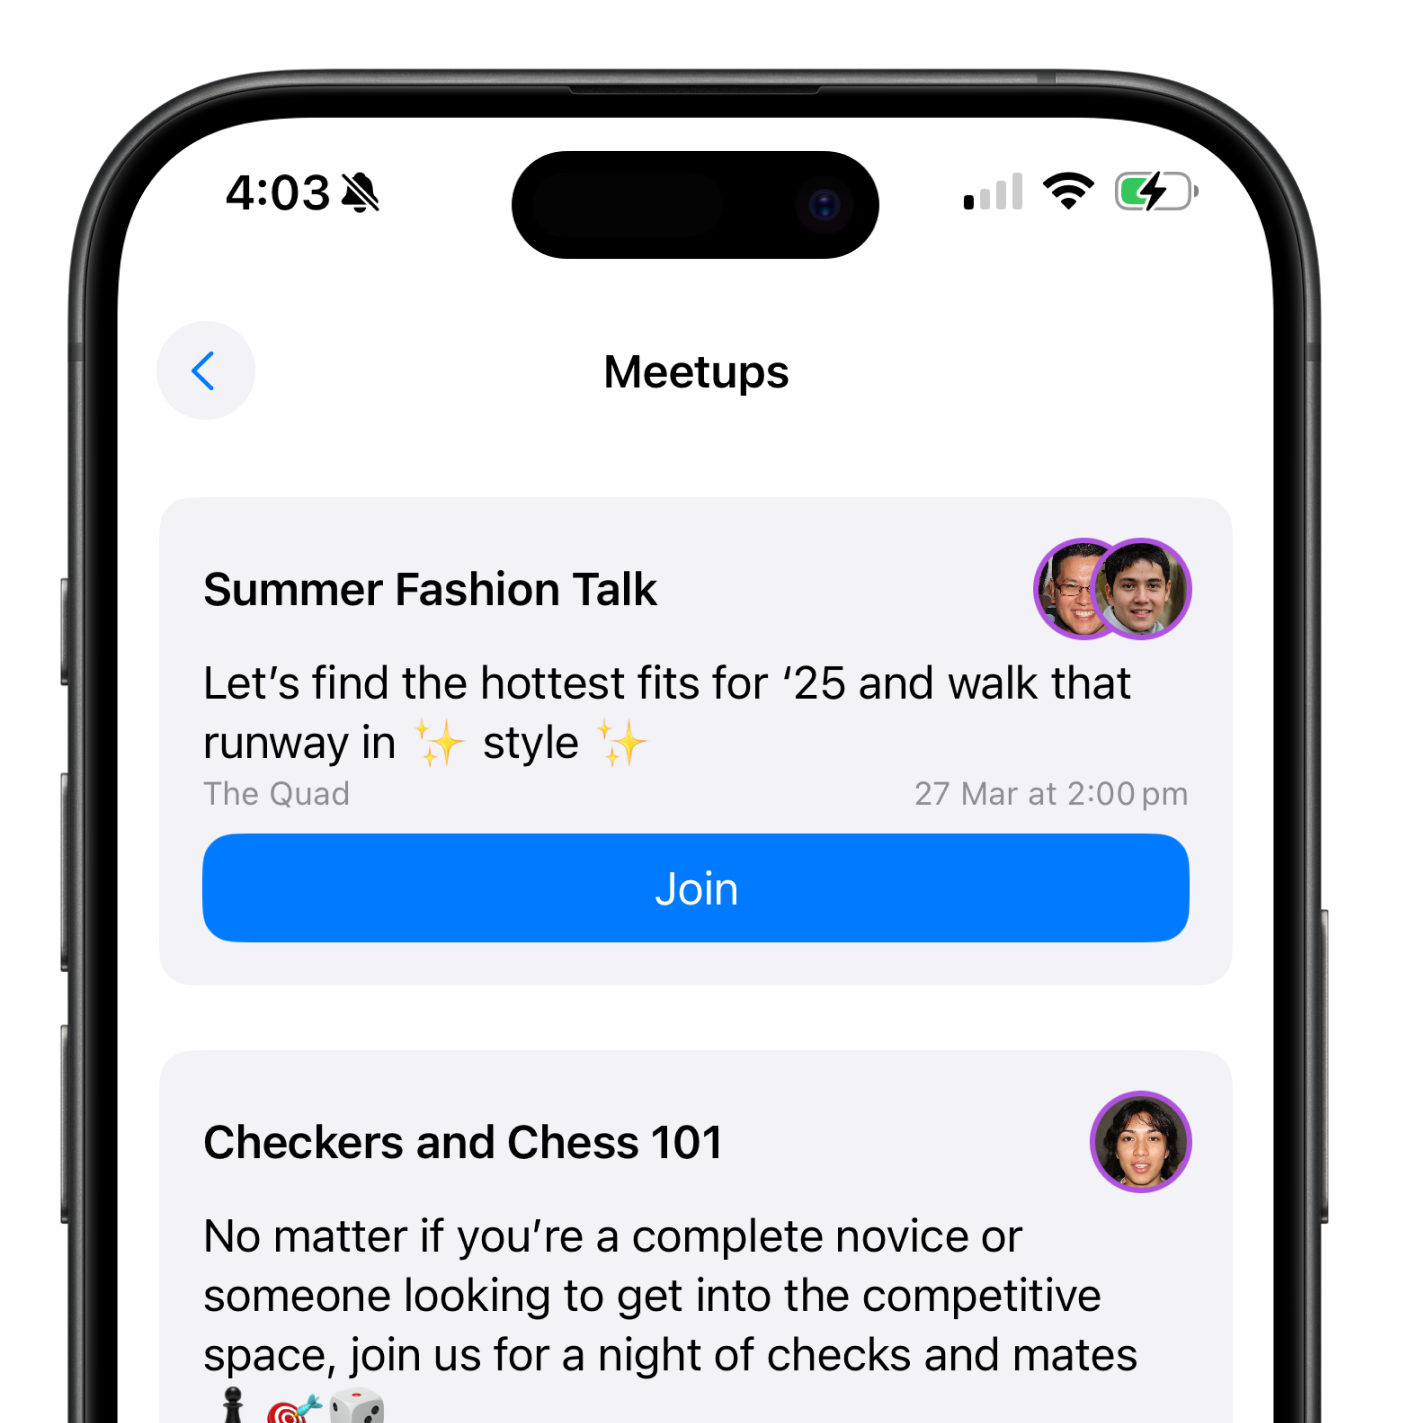 4:03
Meetups
Summer Fashion Talk
Let’s find the hottest fits for ‘25 and walk that
runway in ✨ style ✨
The Quad
27 Mar at 2:00 pm
Join
Checkers and Chess 101
No matter if you’re a complete novice or
someone looking to get into the competitive
space, join us for a night of checks and mates
♟️🎯🎲